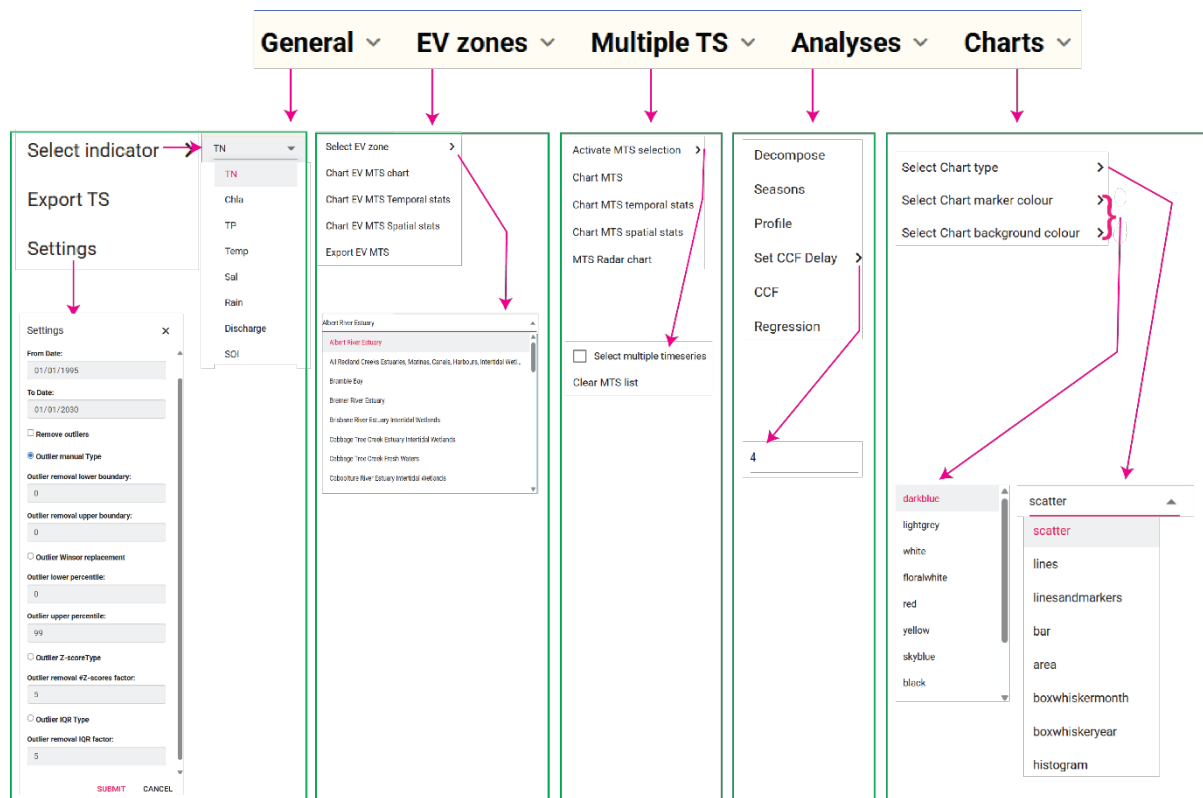 General
EV zones
Multiple TS
Analyses
Charts
Select indicator
Export TS
Settings
TN
TN
Chla
TP
Temp
Sal
Rain
Discharge
SOI
Settings
From Date:
01/01/1995
To Date:
01/01/2030
Remove outliers
Outlier manual Type
Outlier removal lower boundary:
0
Outlier removal upper boundary:
0
Outlier Winsor replacement
Outlier lower percentile:
0
Outlier upper percentile:
99
Outlier Z-scoreType
Outlier removal #Z-scores factor:
5
Outlier IQR Type
Outlier removal IQR factor:
5
SUBMIT CANCEL
Select EV zone
Chart EV MTS chart
Chart EV MTS Temporal stats
Chart EV MTS Spatial stats
Export EV MTS
Albert River Estuary
Albert River Estuary
All Redland Creeks Estuaries, Marinas, Canals, Harbours, Intertidal Wetl...
Bramble Bay
Bremer River Estuary
Brisbane River Estuary Intertidal Wetlands
Cabbage Tree Creek Estuary Intertidal Wetlands
Cabbage Tree Creek Fresh Waters
Caboolture River Estuary Intertidal Wetlands
Activate MTS selection
Chart MTS
Chart MTS temporal stats
Chart MTS spatial stats
MTS Radar chart
Select multiple timeseries
Clear MTS list
Decompose
Seasons
Profile
Set CCF Delay
CCF
Regression
4
Select Chart type
Select Chart marker colour
Select Chart background colour
darkblue
lightgrey
white
floralwhite
red
yellow
skyblue
black
scatter
scatter
lines
linesandmarkers
bar
area
boxwhiskermonth
boxwhiskeryear
histogram